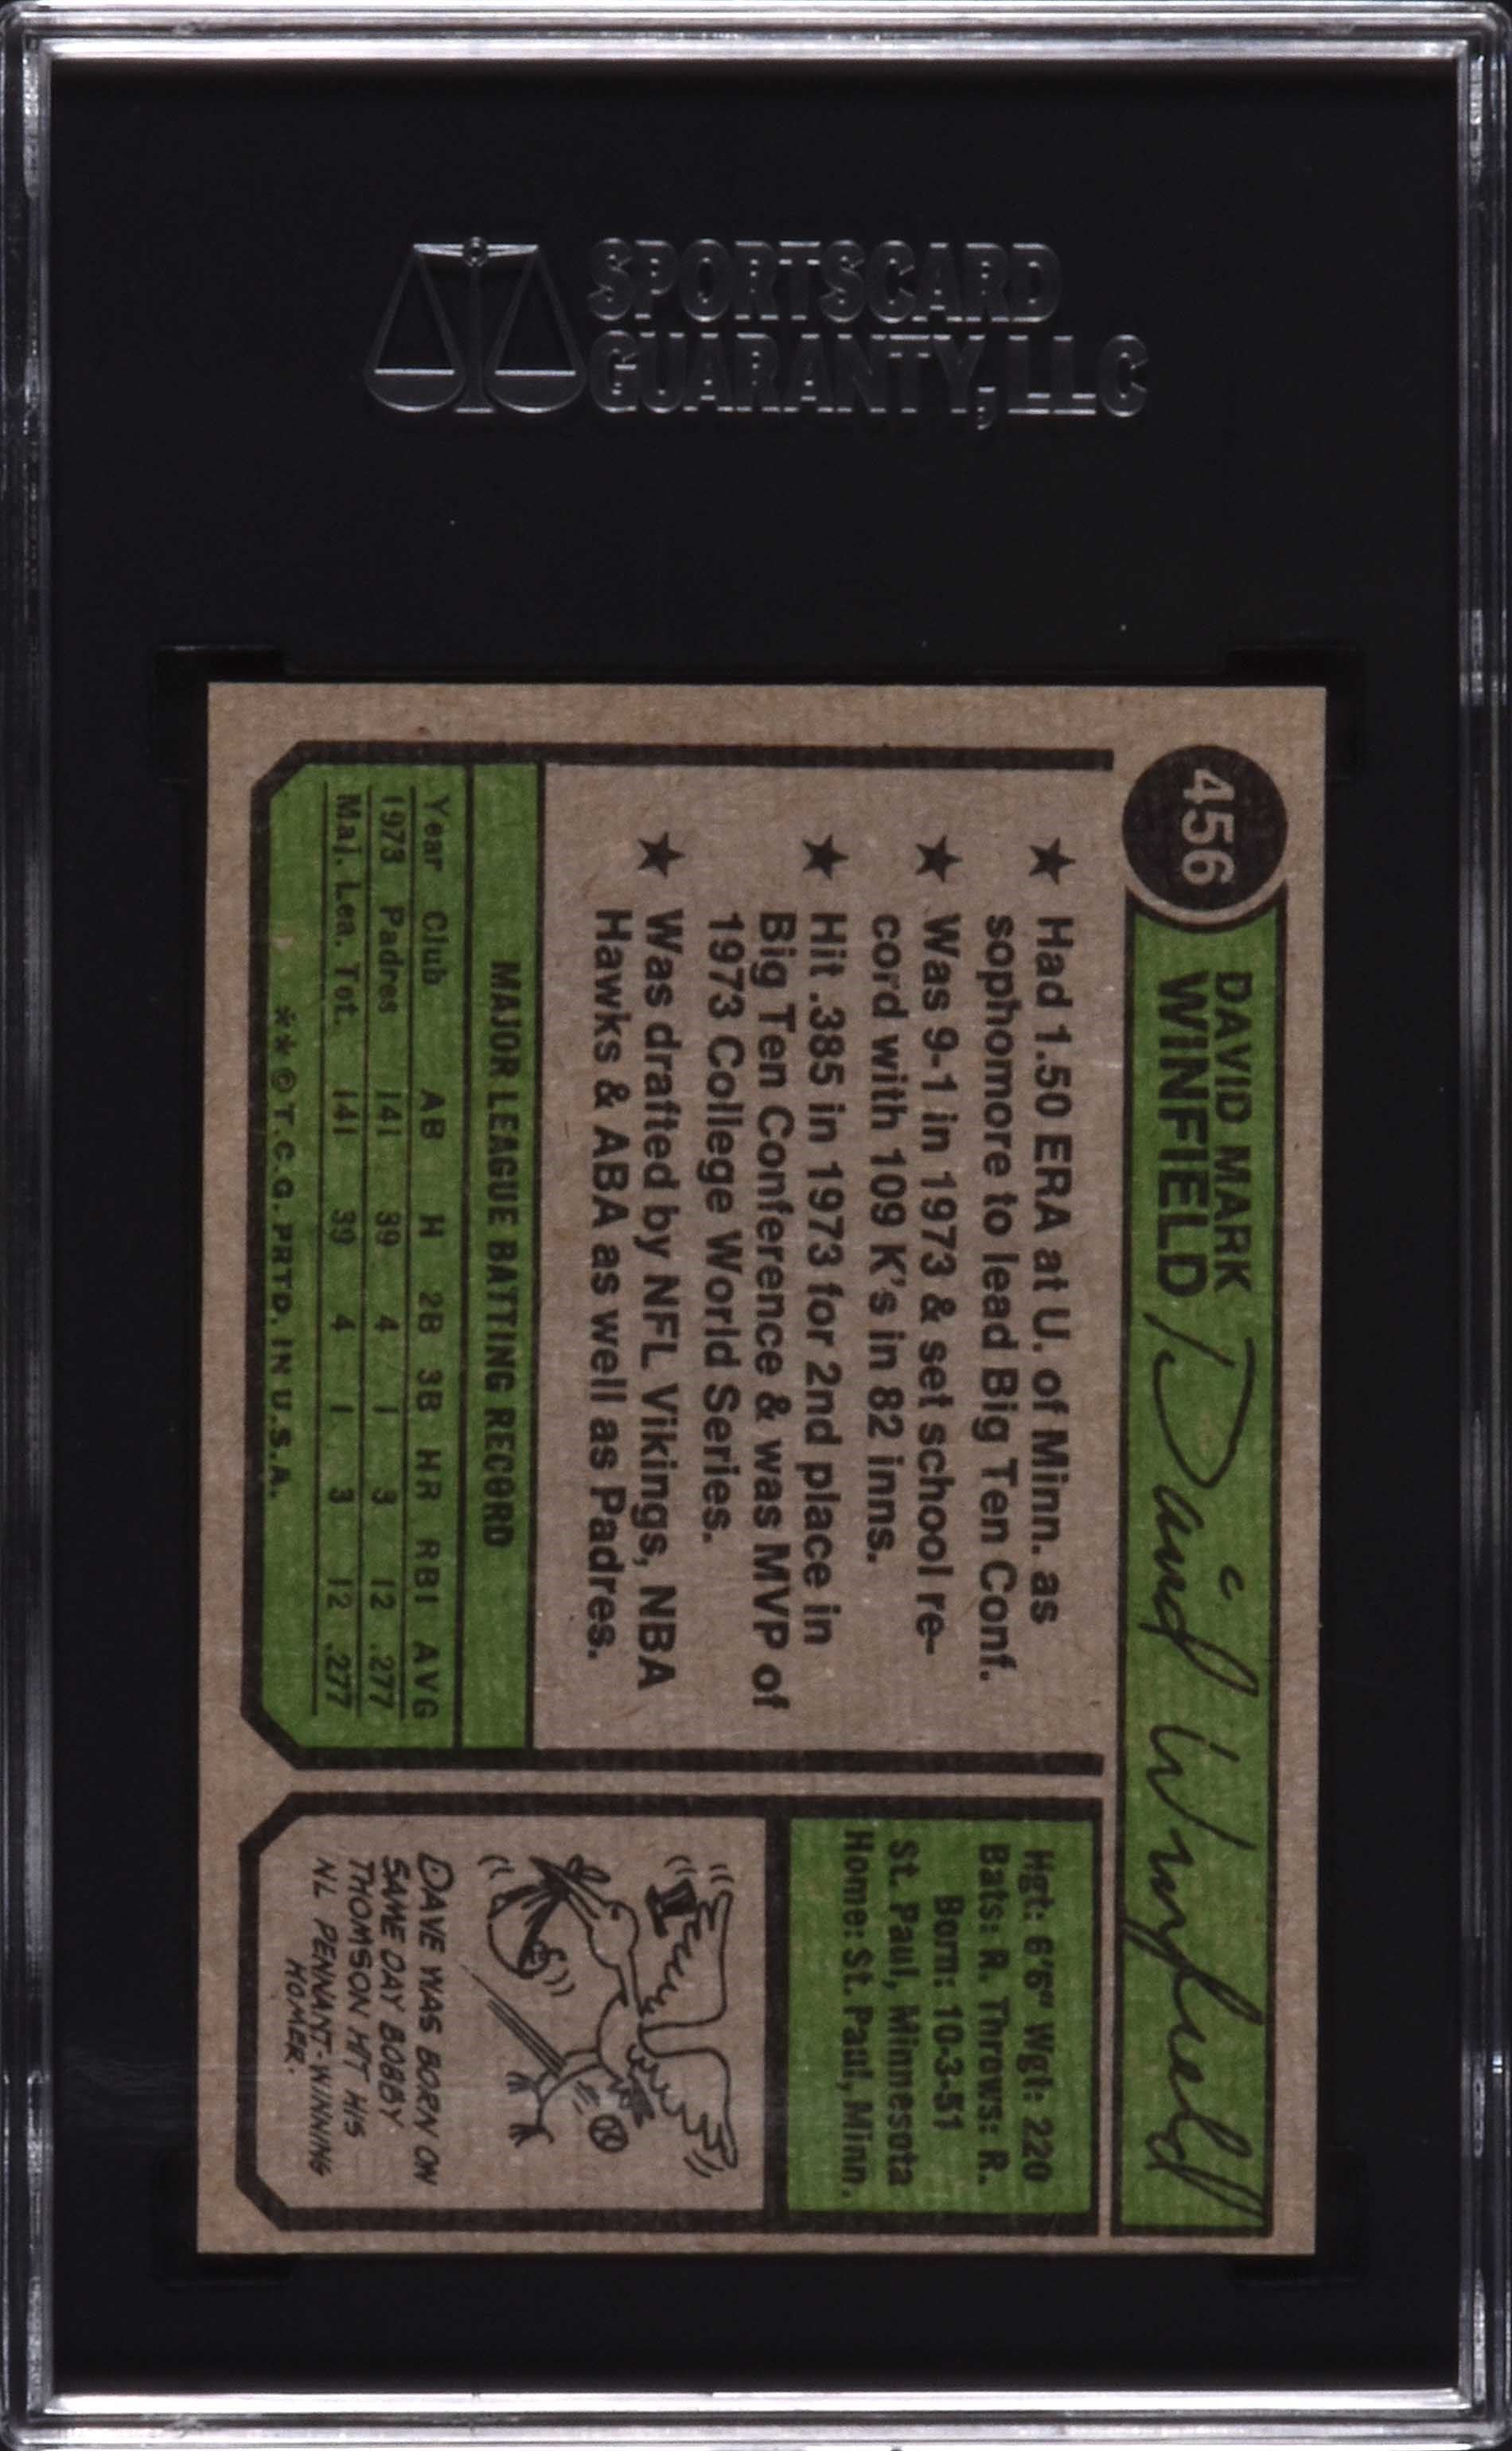 SPORTSCARD
GUARANTY, LLC
456
DAVID MARK
WINFIELD
David Winfield
★ Had 1.50 ERA at U. of Minn. as
sophomore to lead Big Ten Conf.
★ Was 9-1 in 1973 & set school re-
cord with 109 K's in 82 inns.
★ Hit .385 in 1973 for 2nd place in
Big Ten Conference & was MVP of
1973 College World Series.
★ Was drafted by NFL Vikings, NBA
Hawks & ABA as well as Padres.
MAJOR LEAGUE BATTING RECORD
Year Club AB H 2B 3B HR RBI AVG
1973 Padres 141 39 4 1 3 12 .277
Maj. Lea. Tot. 141 39 4 1 3 12 .277
**©T.C.G. PRTD. IN U.S.A.
Hgt: 6'6" Wgt: 220
Bats: R. Throws: R.
Born: 10-3-51
St. Paul, Minnesota
Home: St. Paul, Minn.
DAVE WAS BORN ON
SAME DAY BOBBY
THOMSON HIT HIS
NL PENNANT-WINNING
HOMER.